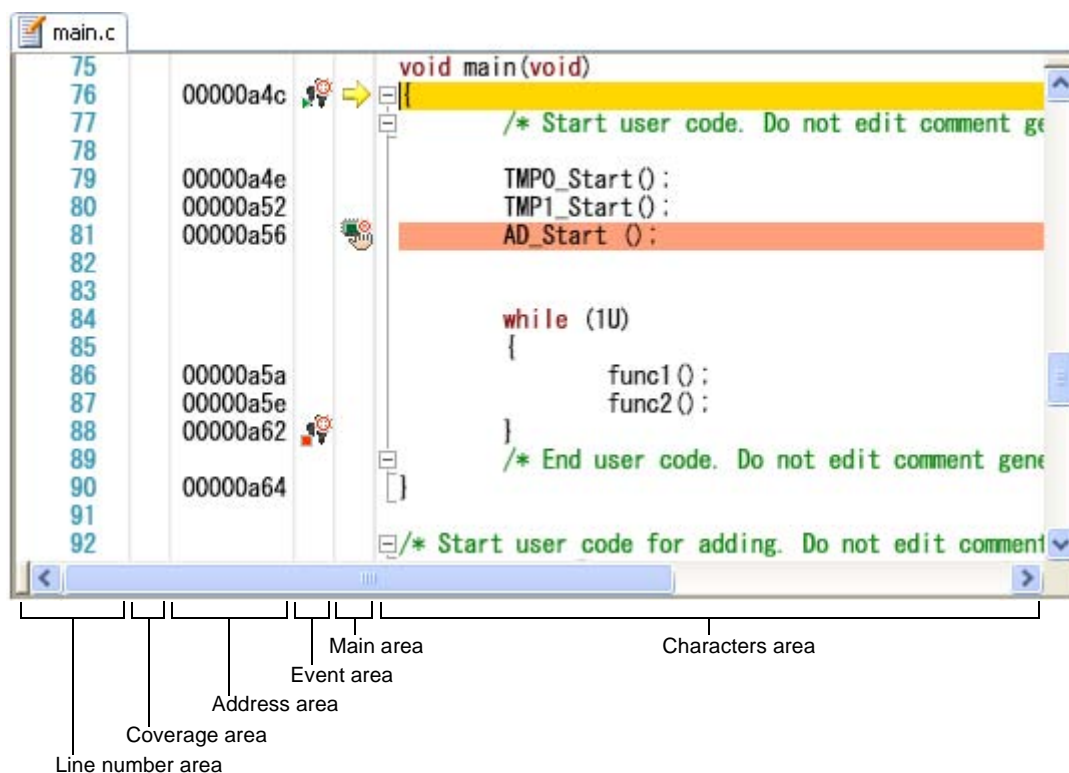 main.c
75 void main(void)
76 00000a4c {
77 /* Start user code. Do not edit comment ge
78
79 00000a4e TMP0_Start();
80 00000a52 TMP1_Start();
81 00000a56 AD_Start ();
82
83
84 while (1U)
85 {
86 00000a5a func1();
87 00000a5e func2();
88 00000a62 }
89 /* End user code. Do not edit comment gene
90 00000a64 }
91
92 /* Start user code for adding. Do not edit comment
Main area
Characters area
Event area
Address area
Coverage area
Line number area